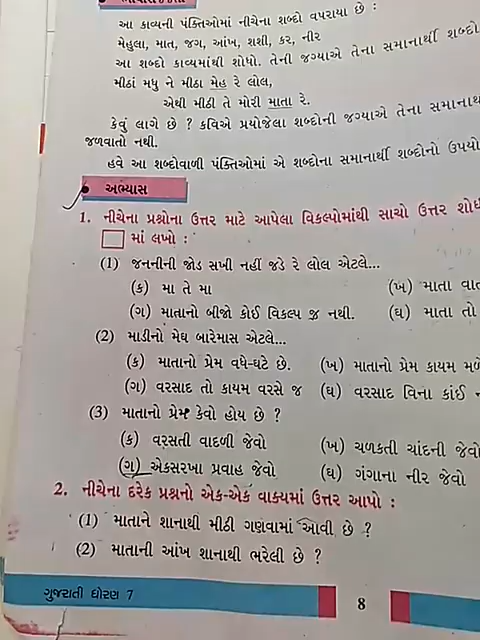 આ કાવ્યની પંક્તિઓમાં નીચેના શબ્દો વપરાયા છે :
મેહુલા, માત, જગ, આંખ, શશી, કર, નીર
આ શબ્દો કાવ્યમાંથી શોધો. તેની જગ્યાએ તેના સમાનાર્થી શબ્દો
મીઠાં મધુ ને મીઠા મેહ રે લોલ,
એથી મીઠી તે મોરી માતા રે.
કેવું લાગે છે ? કવિએ પ્રયોજેલા શબ્દોની જગ્યાએ તેના
જળવાતો નથી.
હવે આ શબ્દોવાળી પંક્તિઓમાં એ શબ્દોના સમાનાર્થી શબ્દોનો
અભ્યાસ
1. નીચેના પ્રશ્નોના ઉત્તર માટે આપેલા વિકલ્પોમાંથી સાચો ઉત્તર
માં લખો :
(1) જનનીની જોડ સખી નહીં જડે રે લોલ એટલે...
(ક) મા તે મા (ખ) માતા
(ગ) માતાનો બીજો કોઈ વિકલ્પ જ નથી. (ઘ) માતા તો
(2) માડીનો મેઘ બારેમાસ એટલે...
(ક) માતાનો પ્રેમ વધે-ઘટે છે. (ખ) માતાનો પ્રેમ કાયમ
(ગ) વરસાદ તો કાયમ વરસે જ (ઘ) વરસાદ વિના કાંઈ
(3) માતાનો પ્રેમ કેવો હોય છે ?
(ક) વરસતી વાદળી જેવો (ખ) ચળકતી ચાંદની જેવો
(ગ) એકસરખા પ્રવાહ જેવો (ઘ) ગંગાના નીર જેવો
2. નીચેના દરેક પ્રશ્નનો એક-એક વાક્યમાં ઉત્તર આપો :
(1) માતાને શાનાથી મીઠી ગણવામાં આવી છે ?
(2) માતાની આંખ શાનાથી ભરેલી છે ?
ગુજરાતી ધોરણ 7
8